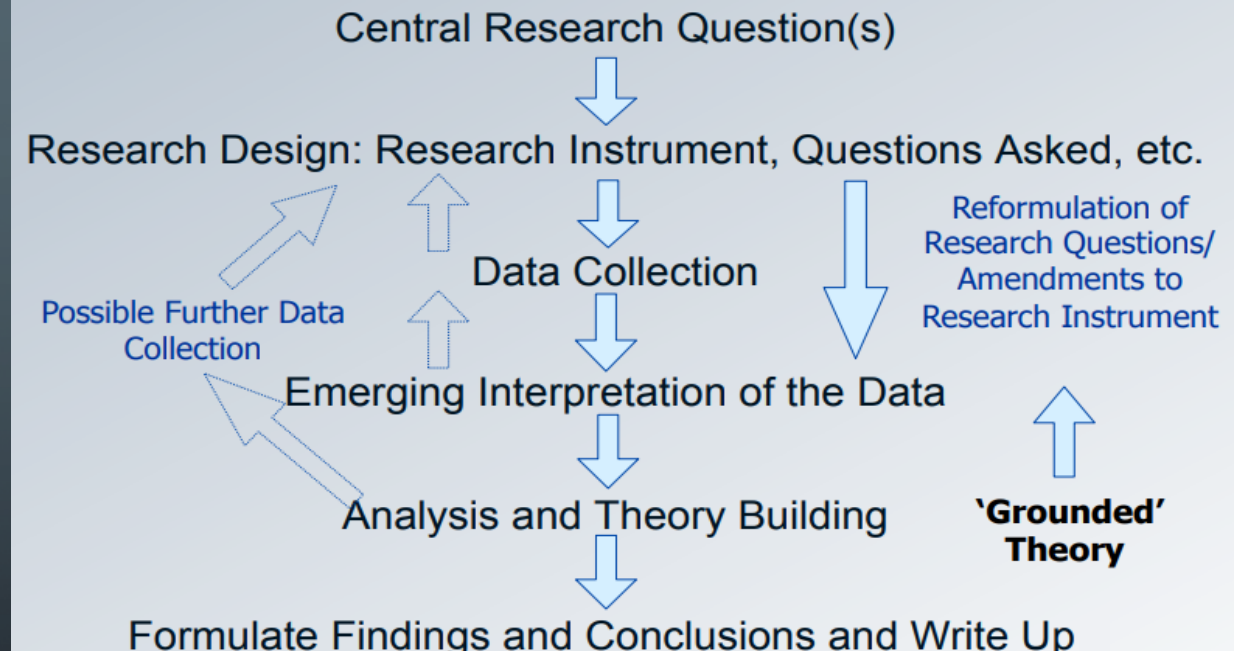 Central Research Question(s)
Research Design: Research Instrument, Questions Asked, etc.
Reformulation of
Research Questions/
Amendments to
Research Instrument
Data Collection
Possible Further Data
Collection
Emerging Interpretation of the Data
Analysis and Theory Building
‘Grounded’
Theory
Formulate Findings and Conclusions and Write Up